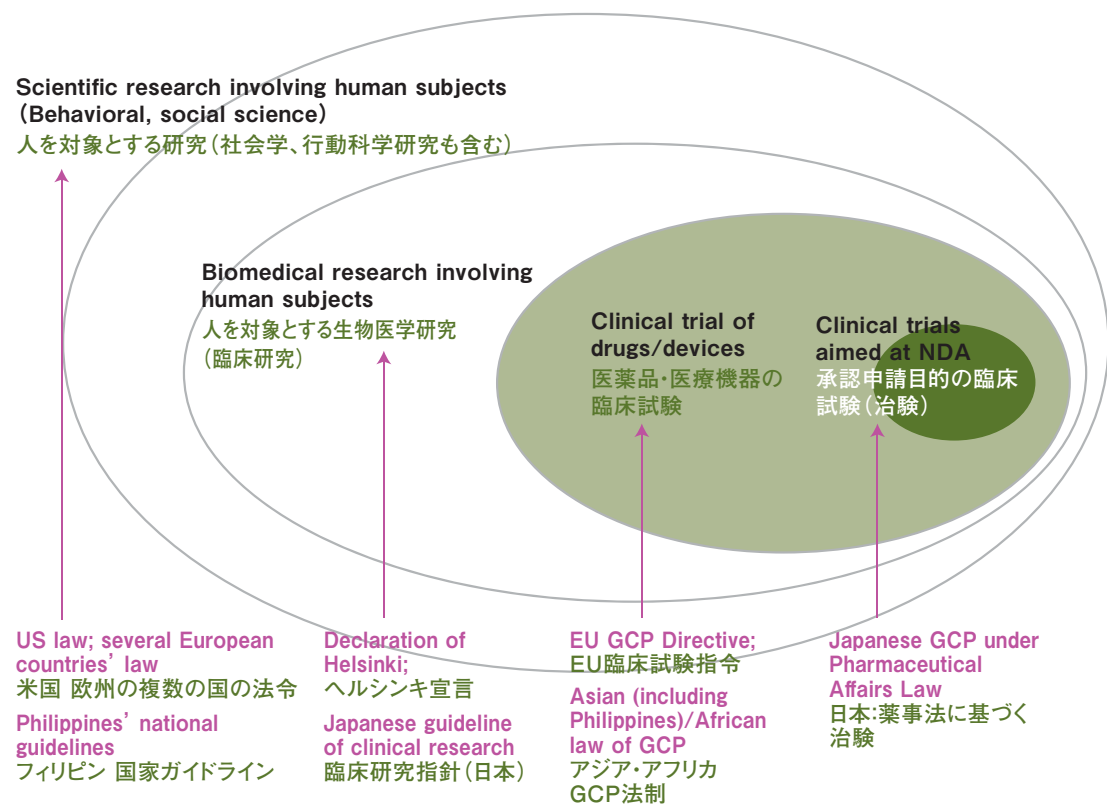 Scientific research involving human subjects
（Behavioral, social science）
人を対象とする研究（社会学、行動科学研究も含む）
Biomedical research involving
human subjects
人を対象とする生物医学研究
（臨床研究）
Clinical trial of
drugs/devices
医薬品・医療機器の
臨床試験
Clinical trials
aimed at NDA
承認申請目的の臨床
試験（治験）
US law; several European
countries’ law
米国 欧州の複数の国の法令
Philippines’ national
guidelines
フィリピン 国家ガイドライン
Declaration of
Helsinki;
ヘルシンキ宣言
Japanese guideline
of clinical research
臨床研究指針（日本）
EU GCP Directive;
EU臨床試験指令
Asian (including
Philippines)/African
law of GCP
アジア・アフリカ
GCP法制
Japanese GCP under
Pharmaceutical
Affairs Law
日本：薬事法に基づく
治験